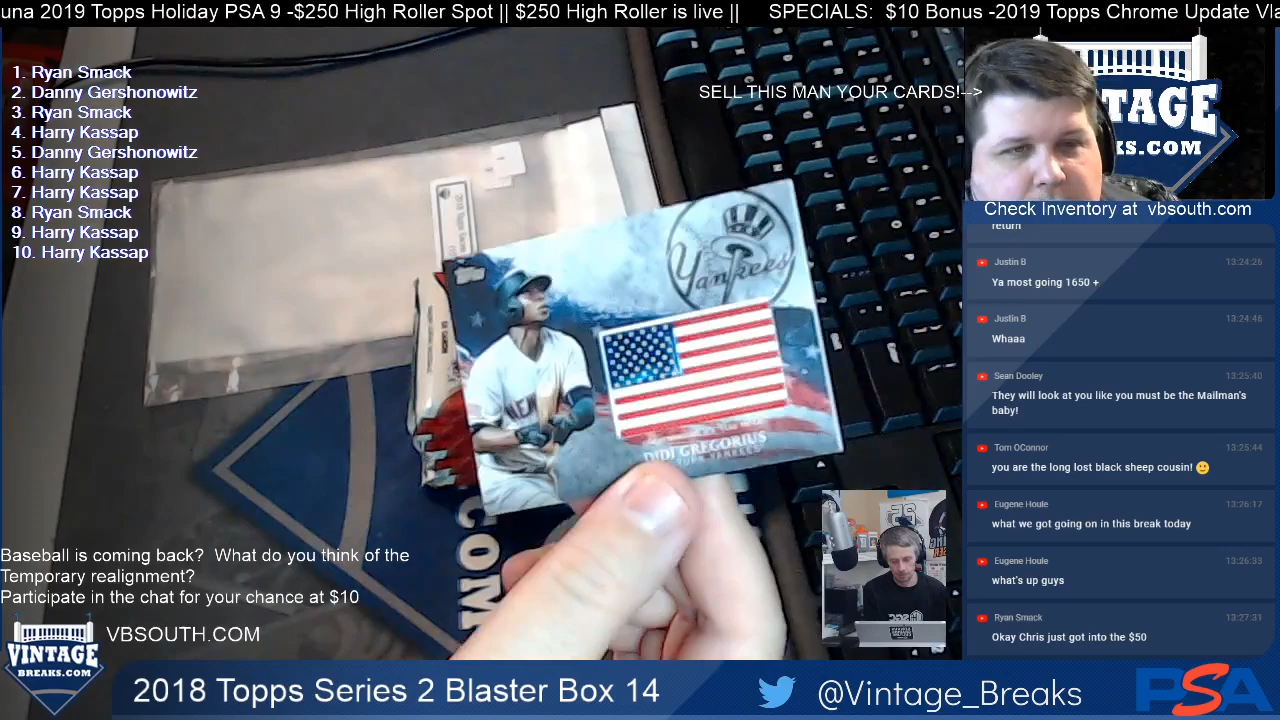 una 2019 Topps Holiday PSA 9 -$250 High Roller Spot || $250 High Roller is live || SPECIALS: $10 Bonus -2019 Topps Chrome Update Vla
1. Ryan Smack
2. Danny Gershonowitz
3. Ryan Smack
4. Harry Kassap
5. Danny Gershonowitz
6. Harry Kassap
7. Harry Kassap
8. Ryan Smack
9. Harry Kassap
10. Harry Kassap
SELL THIS MAN YOUR CARDS!-->
TAGE
KS.COM
Check Inventory at vbsouth.com
return
Justin B 13:24:26
Ya most going 1650 +
Justin B 13:24:46
Whaaa
Sean Dooley 13:25:40
They will look at you like you must be the Mailman's
baby!
Tom OConnor 13:25:44
you are the long lost black sheep cousin! 🙂
Eugene Houle 13:26:17
what we got going on in this break today
Eugene Houle 13:26:33
what's up guys
Ryan Smack 13:27:31
Okay Chris just got into the $50
Yankees
NEW
DIDI GREGORIUS
COM
Baseball is coming back? What do you think of the
Temporary realignment?
Participate in the chat for your chance at $10
VINTAGE
BREAKS.COM
VBSOUTH.COM
2018 Topps Series 2 Blaster Box 14
@Vintage_Breaks
PSA